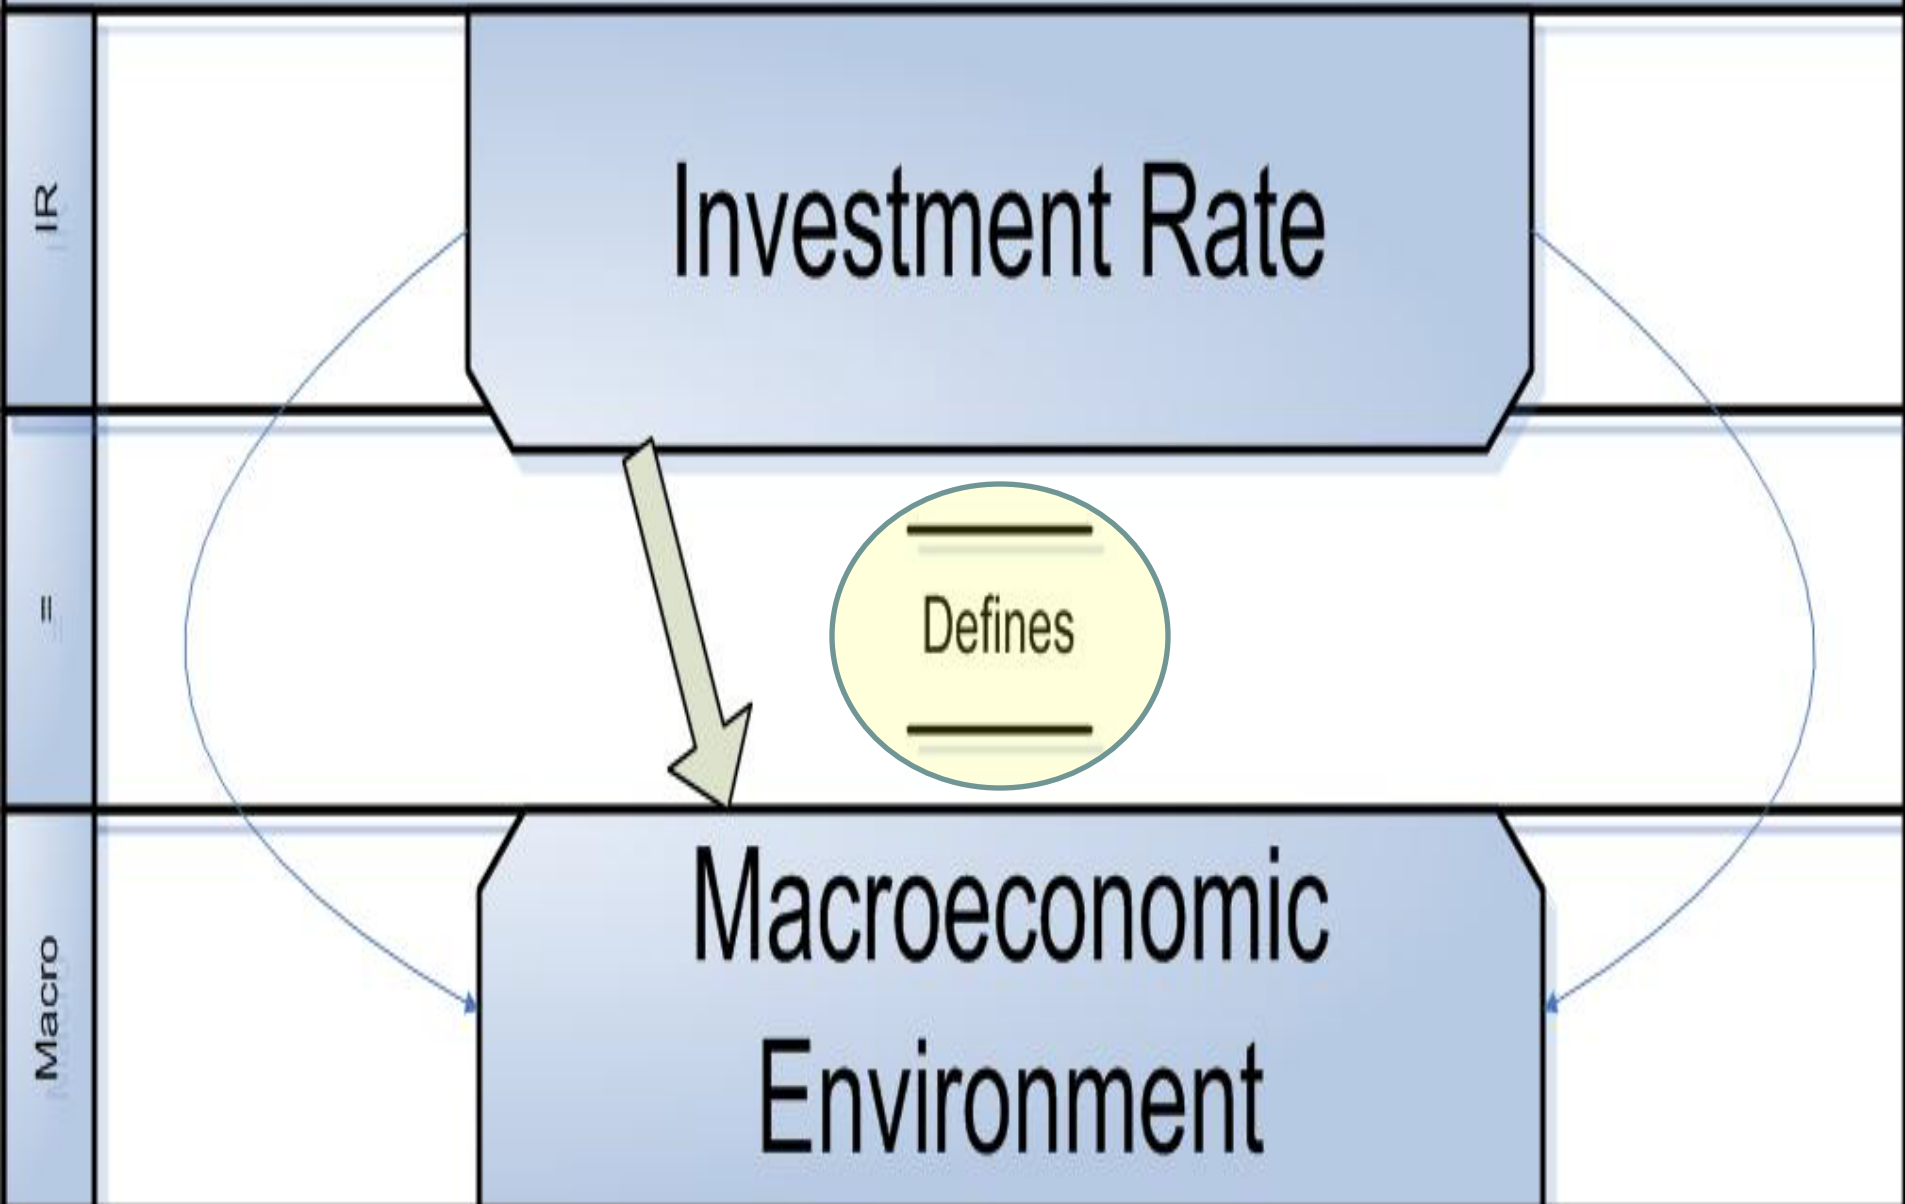 IR
Investment Rate
=
Defines
Macro
Macroeconomic
Environment